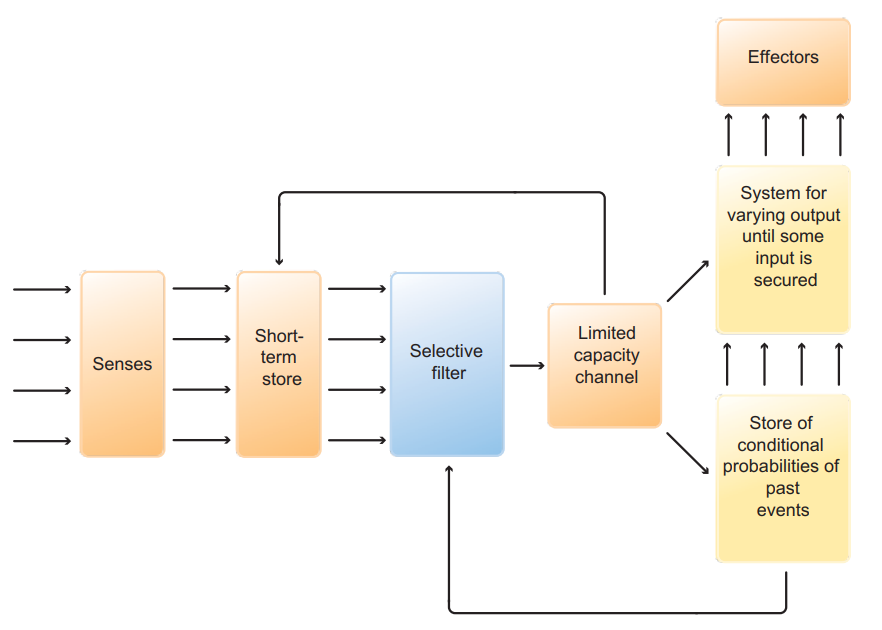 Effectors
System for
varying output
until some
input is
secured
Senses
Short-
term
store
Selective
filter
Limited
capacity
channel
Store of
conditional
probabilities of
past
events